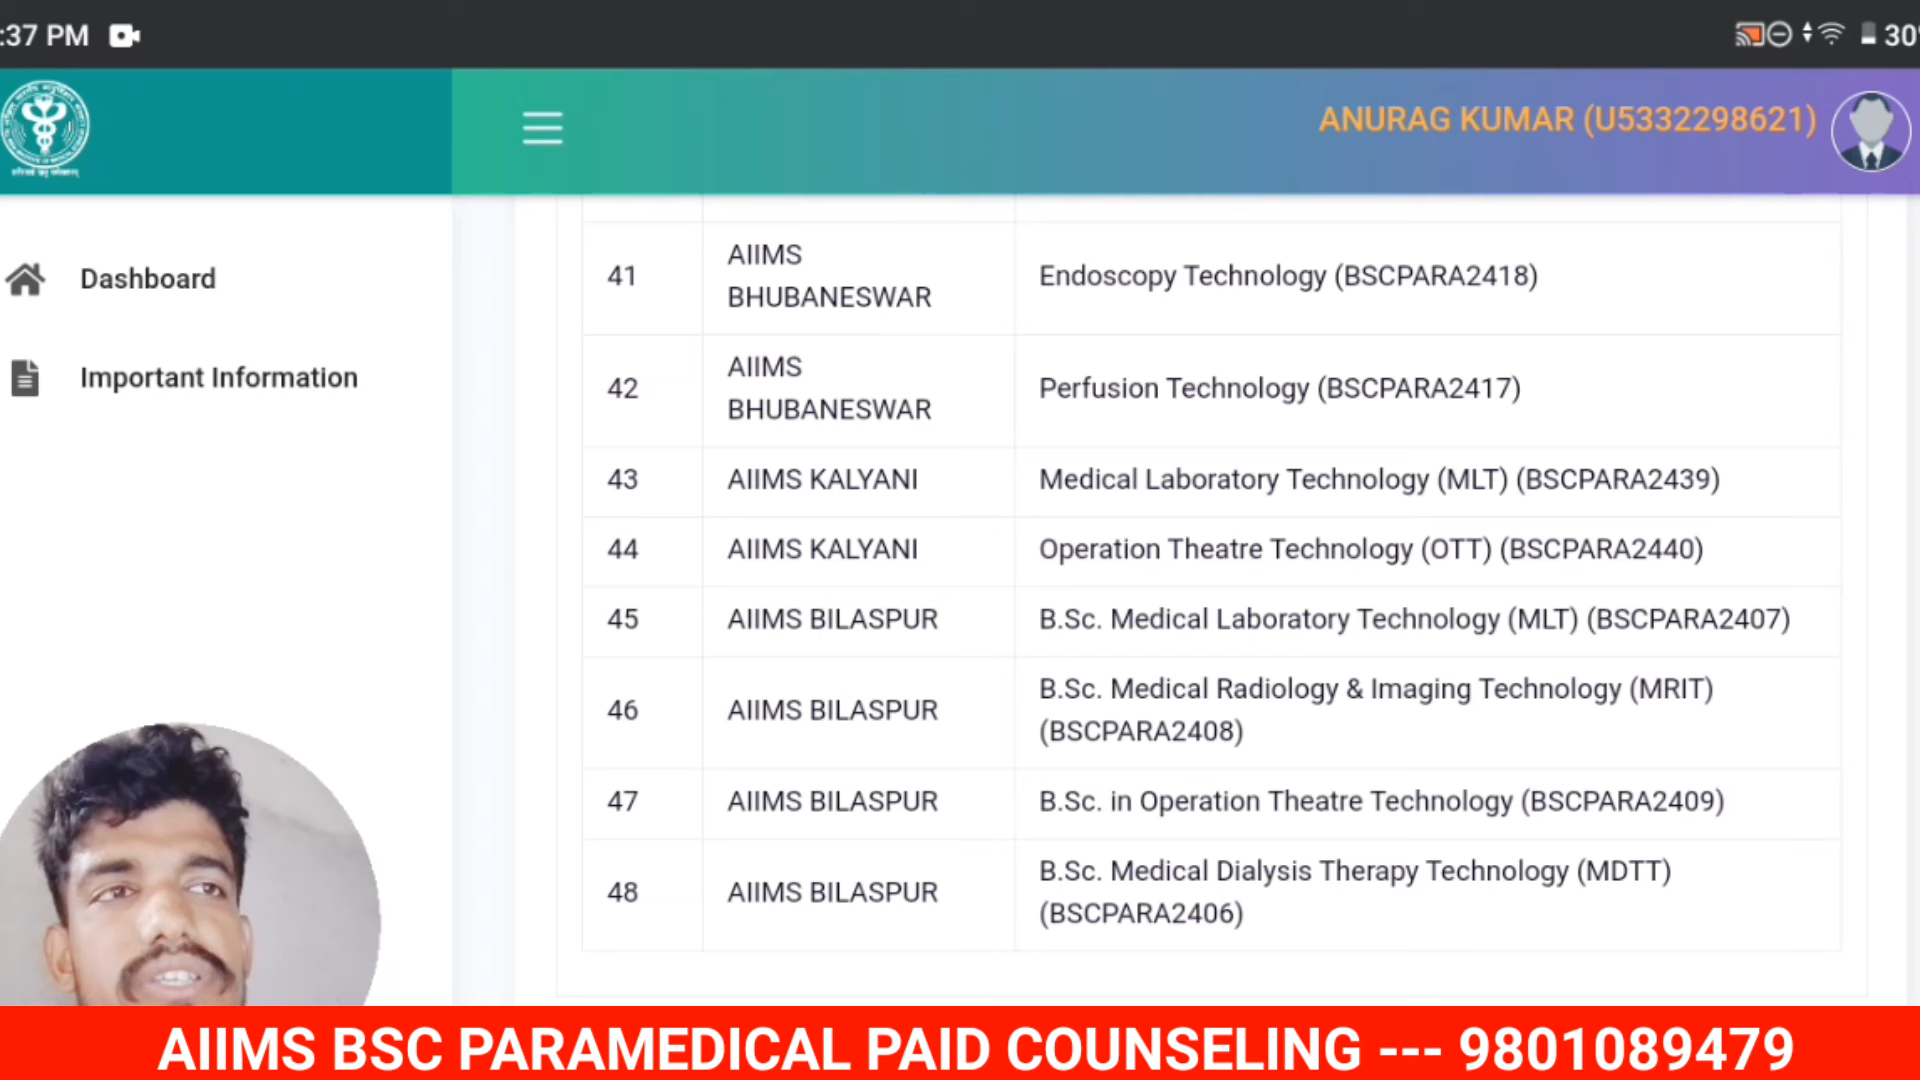 :37 PM
30
ANURAG KUMAR (U5332298621)
Dashboard
Important Information
41 AIIMS BHUBANESWAR Endoscopy Technology (BSCPARA2418)
42 AIIMS BHUBANESWAR Perfusion Technology (BSCPARA2417)
43 AIIMS KALYANI Medical Laboratory Technology (MLT) (BSCPARA2439)
44 AIIMS KALYANI Operation Theatre Technology (OTT) (BSCPARA2440)
45 AIIMS BILASPUR B.Sc. Medical Laboratory Technology (MLT) (BSCPARA2407)
46 AIIMS BILASPUR B.Sc. Medical Radiology & Imaging Technology (MRIT)
(BSCPARA2408)
47 AIIMS BILASPUR B.Sc. in Operation Theatre Technology (BSCPARA2409)
48 AIIMS BILASPUR B.Sc. Medical Dialysis Therapy Technology (MDTT)
(BSCPARA2406)
AIIMS BSC PARAMEDICAL PAID COUNSELING --- 9801089479